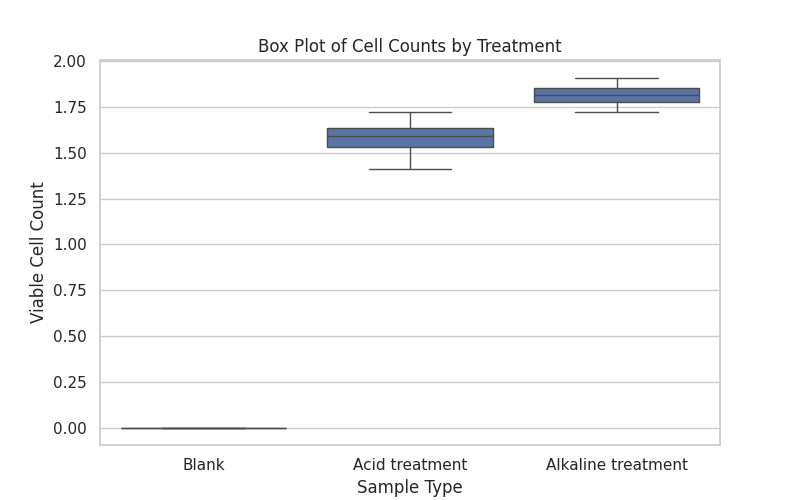 Box Plot of Cell Counts by Treatment
2.00
1.75
1.50
1.25
1.00
0.75
0.50
0.25
0.00
Viable Cell Count
Blank
Acid treatment
Alkaline treatment
Sample Type